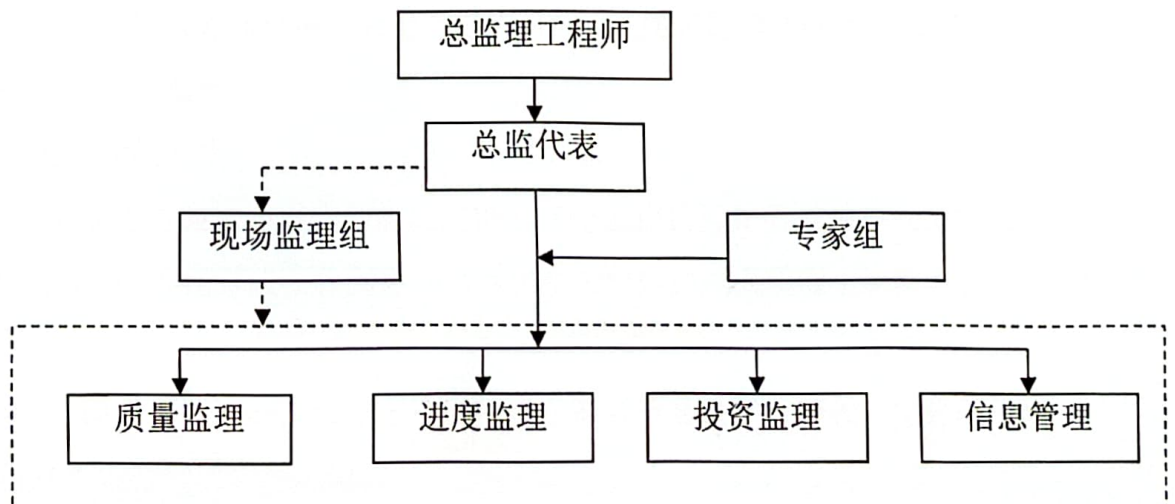 总监理工程师
总监代表
现场监理组
专家组
质量监理
进度监理
投资监理
信息管理